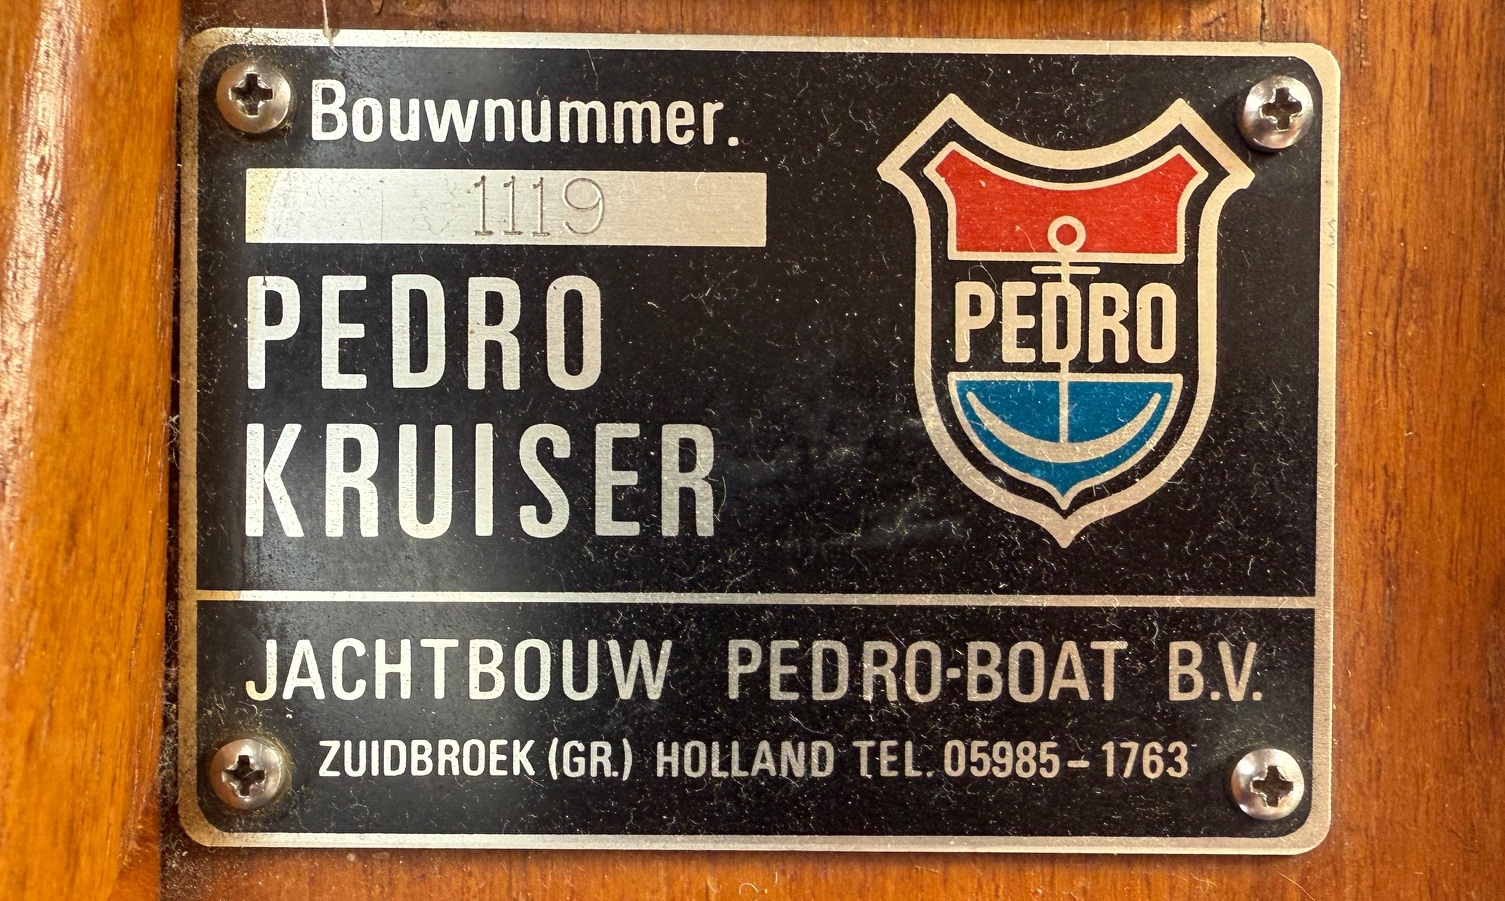 Bouwnummer.
1119
PEDRO
KRUISER
PEDRO
JACHTBOUW PEDRO-BOAT B.V.
ZUIDBROEK (GR.) HOLLAND TEL. 05985-1763